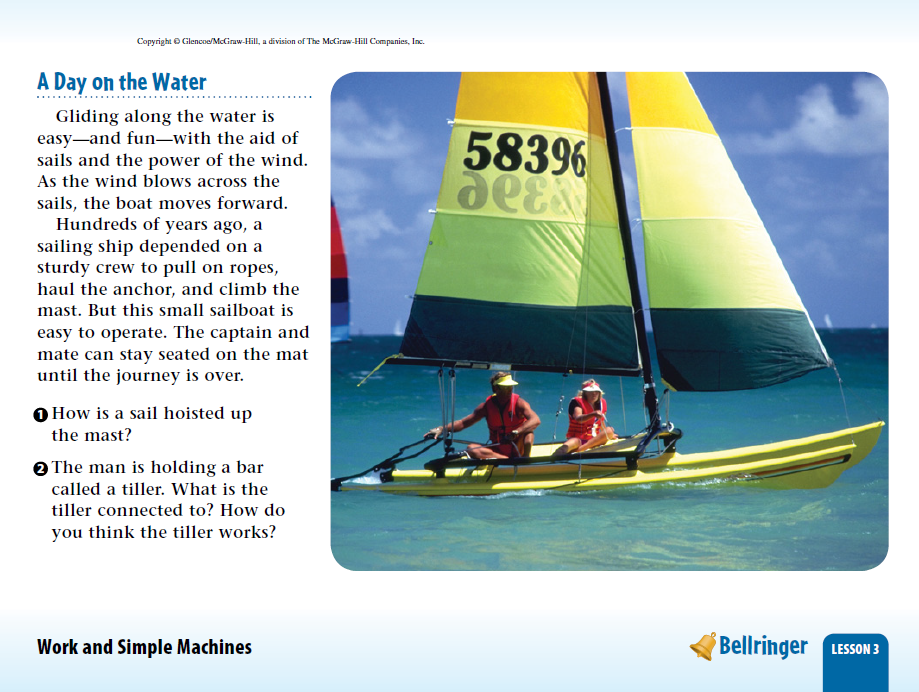 Copyright © Glencoe/McGraw-Hill, a division of The McGraw-Hill Companies, Inc.
A Day on the Water
Gliding along the water is
easy—and fun—with the aid of
sails and the power of the wind.
As the wind blows across the
sails, the boat moves forward.
Hundreds of years ago, a
sailing ship depended on a
sturdy crew to pull on ropes,
haul the anchor, and climb the
mast. But this small sailboat is
easy to operate. The captain and
mate can stay seated on the mat
until the journey is over.
1 How is a sail hoisted up
the mast?
2 The man is holding a bar
called a tiller. What is the
tiller connected to? How do
you think the tiller works?
58396
Work and Simple Machines
Bellringer
LESSON 3